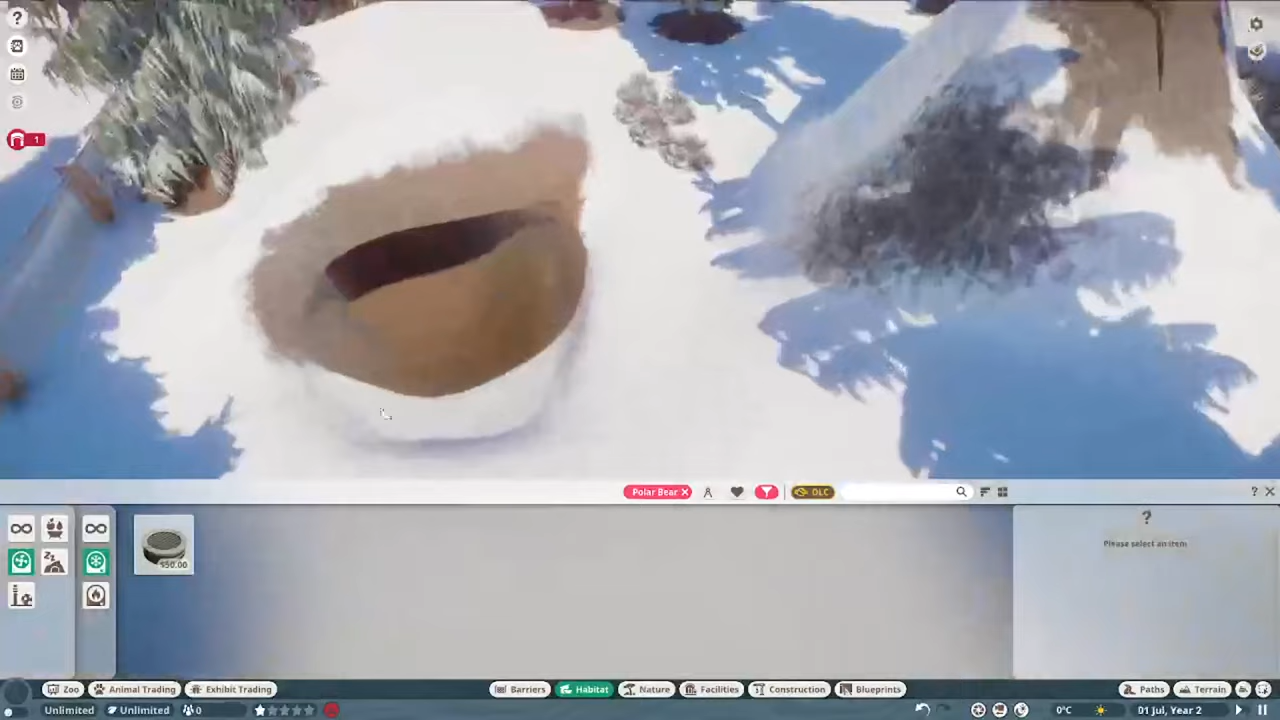 ?
1
Polar Bear ×
DLC
? ×
$50.00
?
Please select an item
Zoo
Animal Trading
Exhibit Trading
Barriers
Habitat
Nature
Facilities
Construction
Blueprints
Paths
Terrain
Unlimited
Unlimited
0
0°C
01 Jul, Year 2